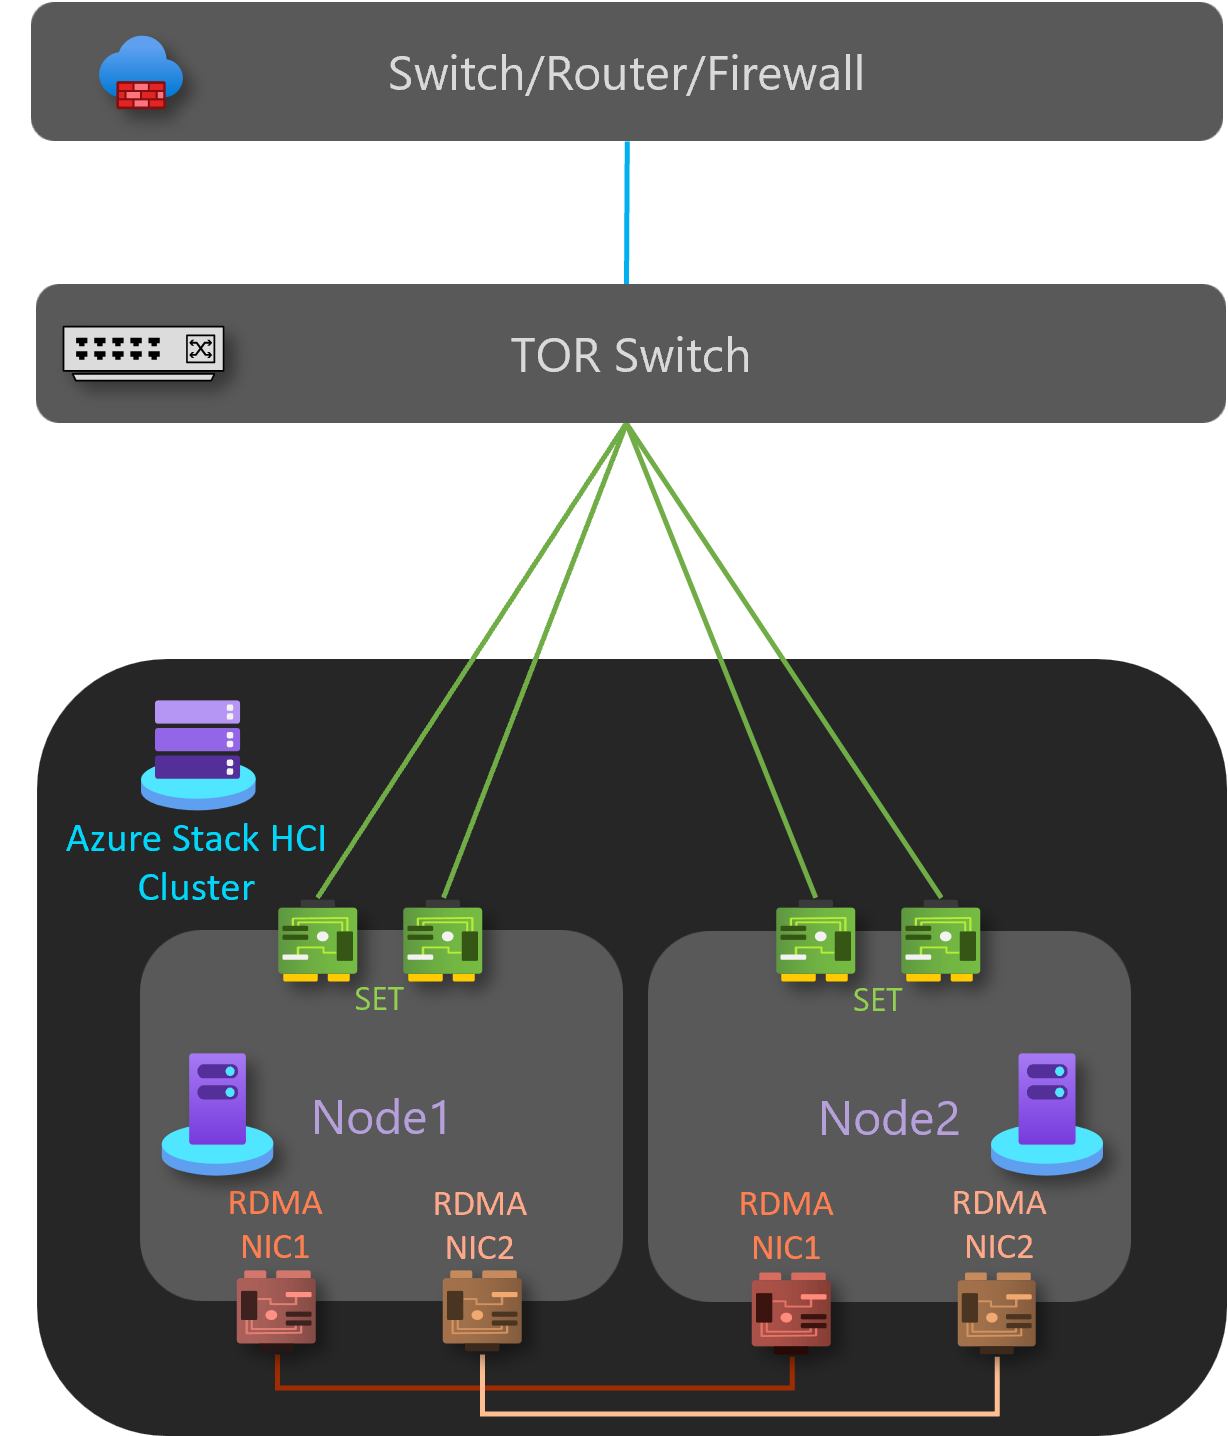 Switch/Router/Firewall
TOR Switch
Azure Stack HCI
Cluster
SET
SET
Node1
Node2
RDMA
NIC1
RDMA
NIC2
RDMA
NIC1
RDMA
NIC2